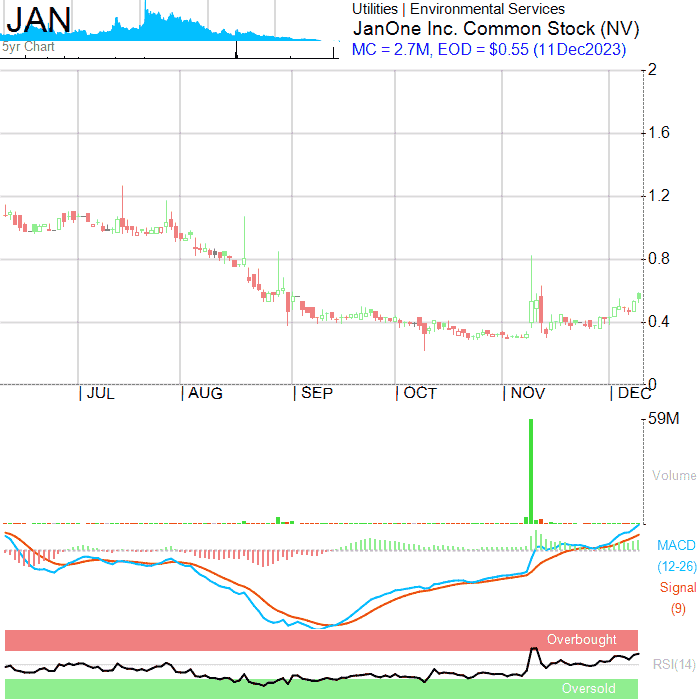 JAN
5yr Chart
Utilities | Environmental Services
JanOne Inc. Common Stock (NV)
MC = 2.7M, EOD = $0.55 (11Dec2023)
2
1.6
1.2
0.8
0.4
0
| JUL | AUG | SEP | OCT | NOV | DEC
59M
Volume
MACD
(12-26)
Signal
(9)
Overbought
RSI(14)
Oversold